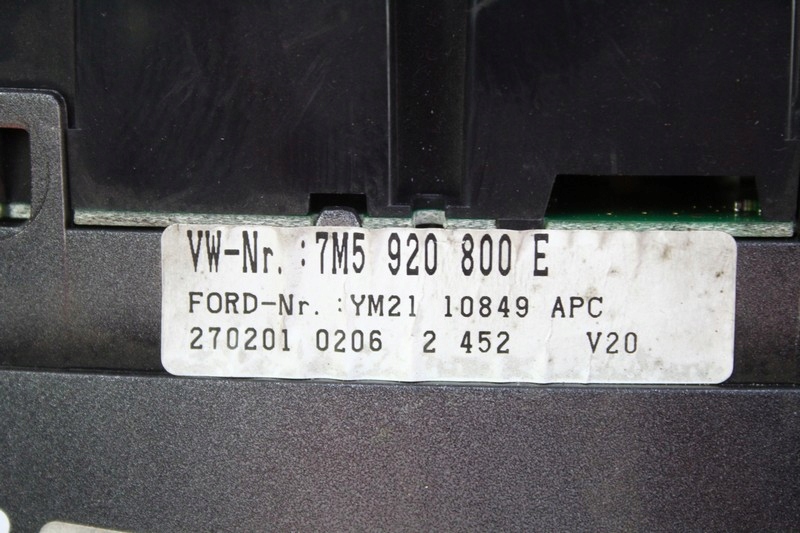 VW-Nr. :7M5 920 800 E
FORD-Nr. :YM21 10849 APC
270201 0206 2 452 V20